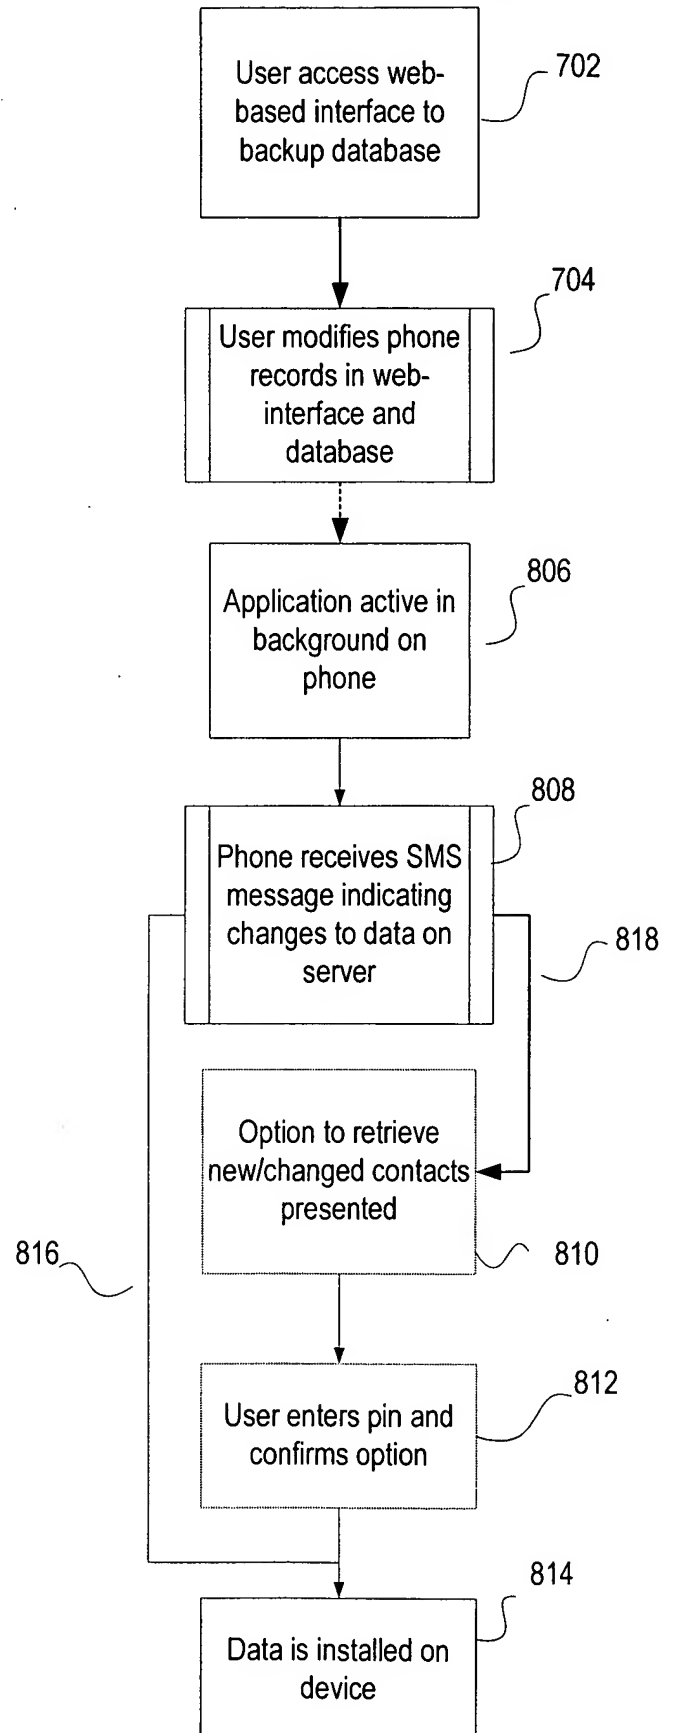 User access web-
based interface to
backup database
702
704
User modifies phone
records in web-
interface and
database
806
Application active in
background on
phone
808
Phone receives SMS
message indicating
changes to data on
server
818
Option to retrieve
new/changed contacts
presented
816
810
812
User enters pin and
confirms option
814
Data is installed on
device